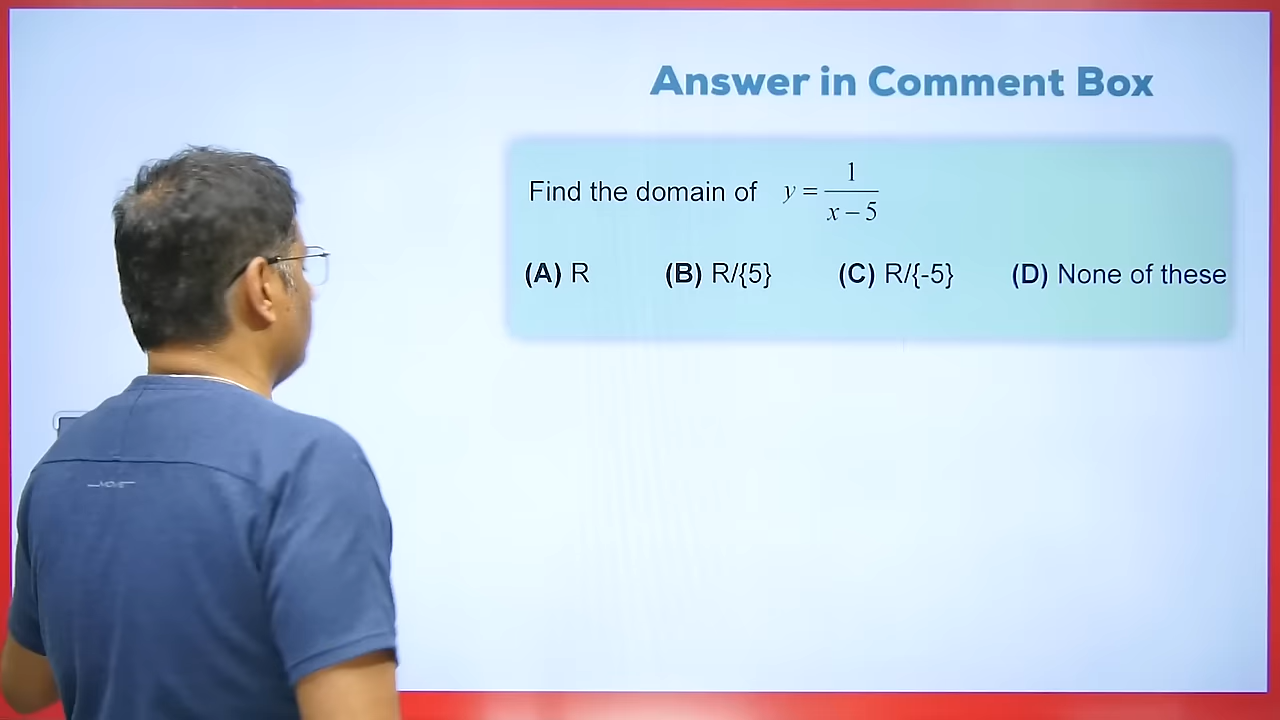 Answer in Comment Box
Find the domain of y = 1/(x – 5)
(A) R (B) R/{5} (C) R/{-5} (D) None of these